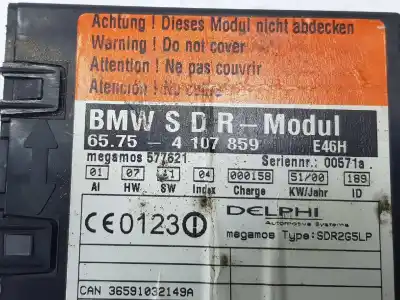 Achtung ! Dieses Modul nicht abdecken
Warning ! Do not cover
Attention ! Ne pas couvrir
Atención ! No cubrir
BMW S D R-Modul
65.75 - 4 107 859 E46H
megamos 577621 Seriennr.: 00571a
01 07 11 04 000158 51/00 189
AI HW SW Index Charge KW/Jahr ID
CE0123
DELPHI
Automotive Systems
megamos Type:SDR2G5LP
CAN 36591032149A